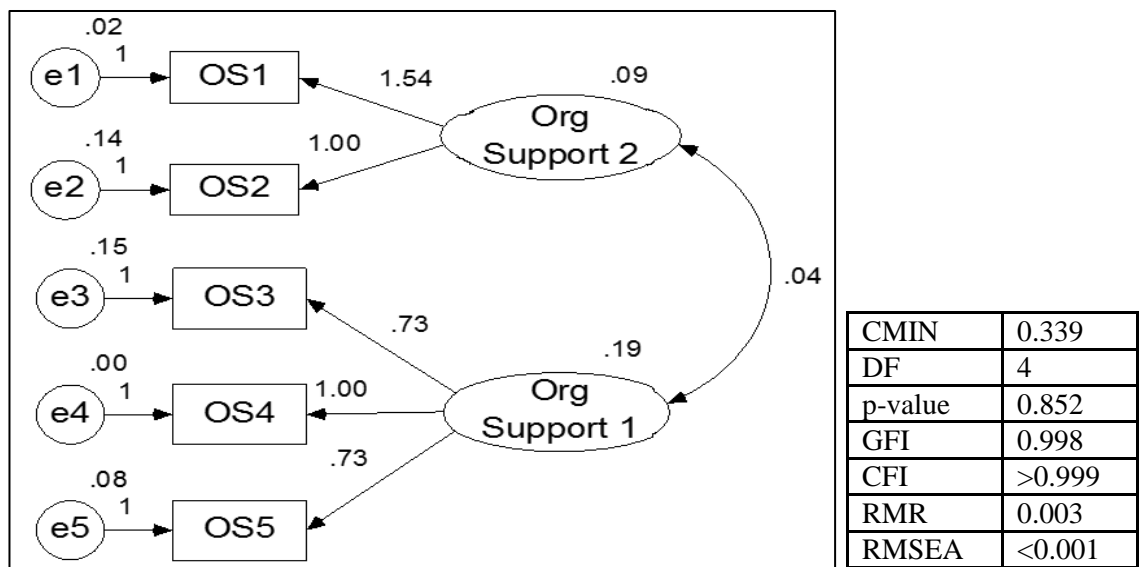 .02
1
e1
OS1
1.54
.09
Org
Support 2
.14
1
e2
OS2
1.00
.15
1
e3
OS3
.73
.04
.19
.00
1
e4
OS4
1.00
Org
Support 1
.73
.08
1
e5
OS5
CMIN 0.339
DF 4
p-value 0.852
GFI 0.998
CFI >0.999
RMR 0.003
RMSEA <0.001